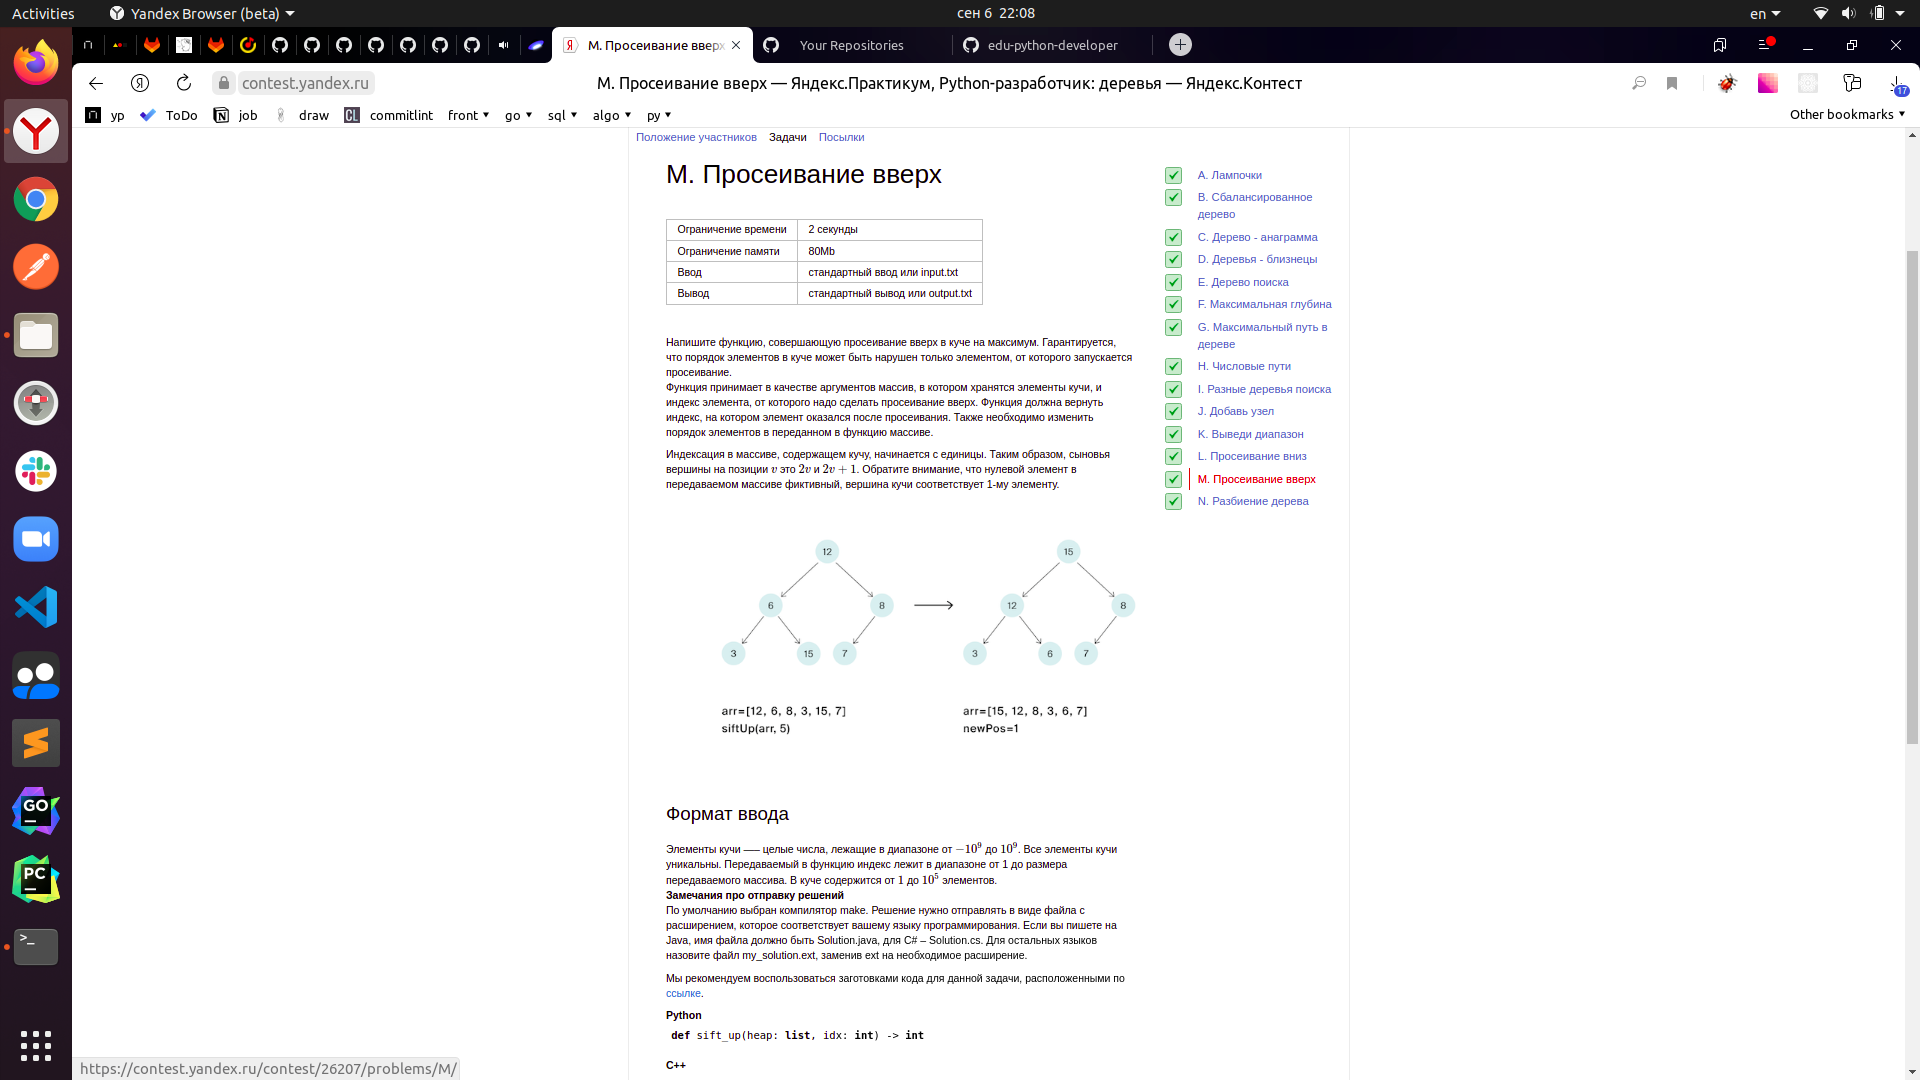 Activities
Yandex Browser (beta)
сен 6 22:08
en
М. Просеивание вверх
Your Repositories
edu-python-developer
contest.yandex.ru
М. Просеивание вверх — Яндекс.Практикум, Python-разработчик: деревья — Яндекс.Контест
17
yp
ToDo
job
draw
CL
commitlint
front
go
sql
algo
py
Other bookmarks
Положение участников
Задачи
Посылки
M. Просеивание вверх
Ограничение времени 2 секунды
Ограничение памяти 80Mb
Ввод стандартный ввод или input.txt
Вывод стандартный вывод или output.txt
Напишите функцию, совершающую просеивание вверх в куче на максимум. Гарантируется,
что порядок элементов в куче может быть нарушен только элементом, от которого запускается
просеивание.
Функция принимает в качестве аргументов массив, в котором хранятся элементы кучи, и
индекс элемента, от которого надо сделать просеивание вверх. Функция должна вернуть
индекс, на котором элемент оказался после просеивания. Также необходимо изменить
порядок элементов в переданном в функцию массиве.
Индексация в массиве, содержащем кучу, начинается с единицы. Таким образом, сыновья
вершины на позиции v это 2v и 2v + 1. Обратите внимание, что нулевой элемент в
передаваемом массиве фиктивный, вершина кучи соответствует 1-му элементу.
12
6 8
3 15 7
arr=[12, 6, 8, 3, 15, 7]
siftUp(arr, 5)
15
12 8
3 6 7
arr=[15, 12, 8, 3, 6, 7]
newPos=1
Формат ввода
Элементы кучи —– целые числа, лежащие в диапазоне от −10⁹ до 10⁹. Все элементы кучи
уникальны. Передаваемый в функцию индекс лежит в диапазоне от 1 до размера
передаваемого массива. В куче содержится от 1 до 10⁵ элементов.
Замечания про отправку решений
По умолчанию выбран компилятор make. Решение нужно отправлять в виде файла с
расширением, которое соответствует вашему языку программирования. Если вы пишете на
Java, имя файла должно быть Solution.java, для C# – Solution.cs. Для остальных языков
назовите файл my_solution.ext, заменив ext на необходимое расширение.
Мы рекомендуем воспользоваться заготовками кода для данной задачи, расположенными по
ссылке.
Python
def sift_up(heap: list, idx: int) -> int
C++
A. Лампочки
B. Сбалансированное
дерево
C. Дерево - анаграмма
D. Деревья - близнецы
E. Дерево поиска
F. Максимальная глубина
G. Максимальный путь в
дереве
H. Числовые пути
I. Разные деревья поиска
J. Добавь узел
K. Выведи диапазон
L. Просеивание вниз
M. Просеивание вверх
N. Разбиение дерева
GO
PC
>_
https://contest.yandex.ru/contest/26207/problems/M/